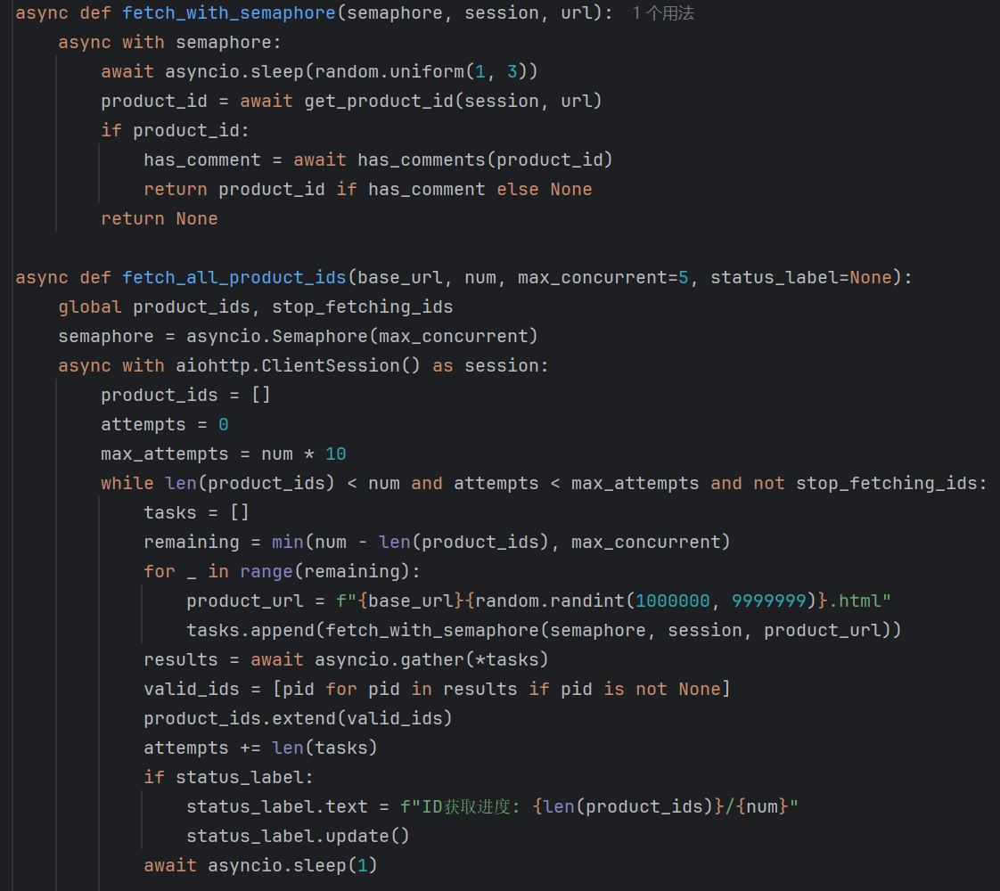 async def fetch_with_semaphore(semaphore, session, url): 1 个用法
    async with semaphore:
        await asyncio.sleep(random.uniform(1, 3))
        product_id = await get_product_id(session, url)
        if product_id:
            has_comment = await has_comments(product_id)
            return product_id if has_comment else None
        return None

async def fetch_all_product_ids(base_url, num, max_concurrent=5, status_label=None):
    global product_ids, stop_fetching_ids
    semaphore = asyncio.Semaphore(max_concurrent)
    async with aiohttp.ClientSession() as session:
        product_ids = []
        attempts = 0
        max_attempts = num * 10
        while len(product_ids) < num and attempts < max_attempts and not stop_fetching_ids:
            tasks = []
            remaining = min(num - len(product_ids), max_concurrent)
            for _ in range(remaining):
                product_url = f"{base_url}{random.randint(1000000, 9999999)}.html"
                tasks.append(fetch_with_semaphore(semaphore, session, product_url))
            results = await asyncio.gather(*tasks)
            valid_ids = [pid for pid in results if pid is not None]
            product_ids.extend(valid_ids)
            attempts += len(tasks)
            if status_label:
                status_label.text = f"ID获取进度: {len(product_ids)}/{num}"
                status_label.update()
            await asyncio.sleep(1)